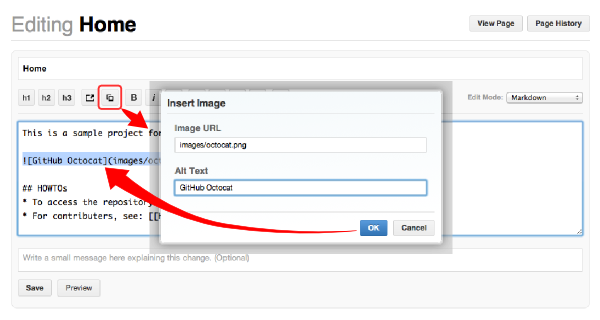 Editing Home
View Page
Page History
Home
h1 h2 h3 B i
Edit Mode: Markdown
Insert Image
Image URL
images/octocat.png
Alt Text
GitHub Octocat
OK Cancel
This is a sample project for
![GitHub Octocat](images/oct
## HOWTOs
* To access the repository
* For contributors, see: [[
Write a small message here explaining this change. (Optional)
Save Preview